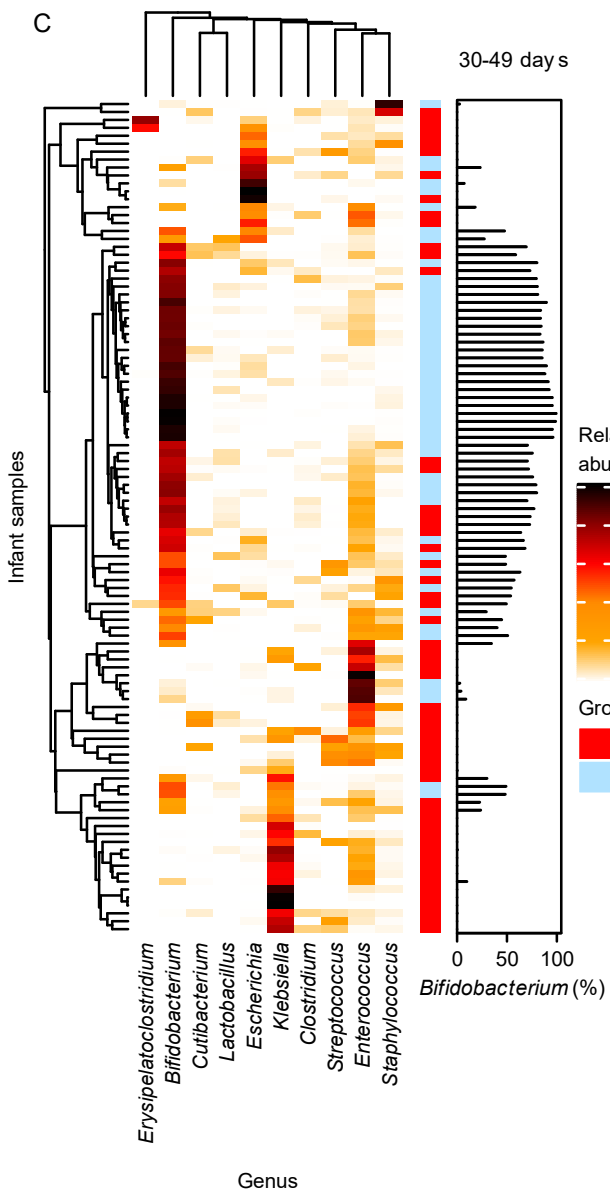 C
30-49 days
Infant samples
Rela
abu
Gro
0
50
100
Bifidobacterium (%)
Erysipelatoclostridium
Bifidobacterium
Cutibacterium
Lactobacillus
Escherichia
Klebsiella
Clostridium
Streptococcus
Enterococcus
Staphylococcus
Genus